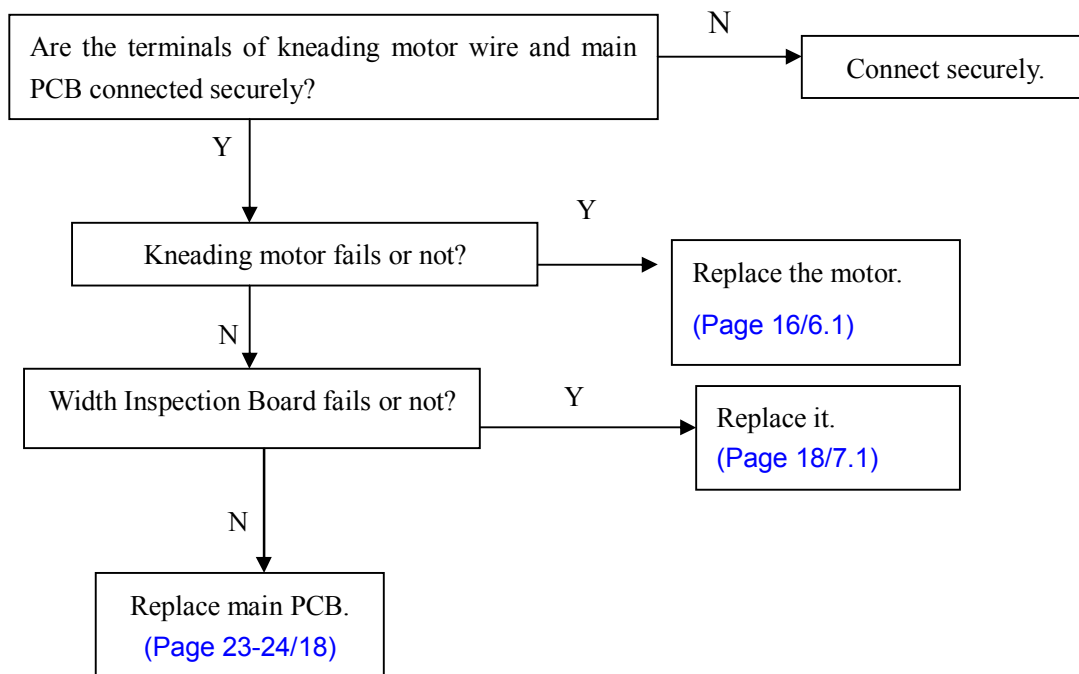 Are the terminals of kneading motor wire and main
PCB connected securely?
N
Connect securely.
Y
Kneading motor fails or not?
Y
Replace the motor.
(Page 16/6.1)
N
Width Inspection Board fails or not?
Y
Replace it.
(Page 18/7.1)
N
Replace main PCB.
(Page 23-24/18)